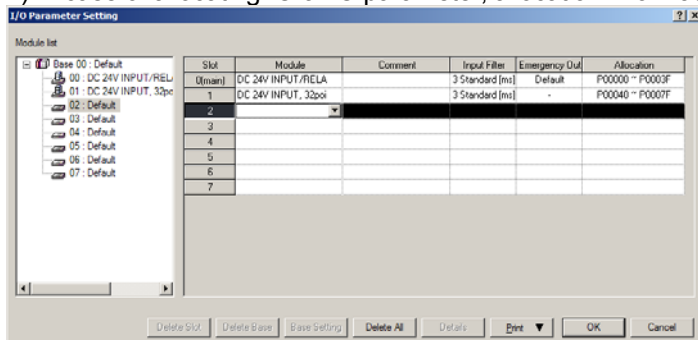 I/O Parameter Setting
Module list
Base 00 : Default
00 : DC 24V INPUT/REL
01 : DC 24V INPUT, 32po
02 : Default
03 : Default
04 : Default
05 : Default
06 : Default
07 : Default
Slot Module Comment Input Filter Emergency Out Allocation
0(main) DC 24V INPUT/RELA 3 Standard [ms] Default P00000 ~ P0003F
1 DC 24V INPUT, 32poi 3 Standard [ms] - P00040 ~ P0007F
2
3
4
5
6
7
Delete Slot Delete Base Base Setting Delete All Details Print ▼ OK Cancel